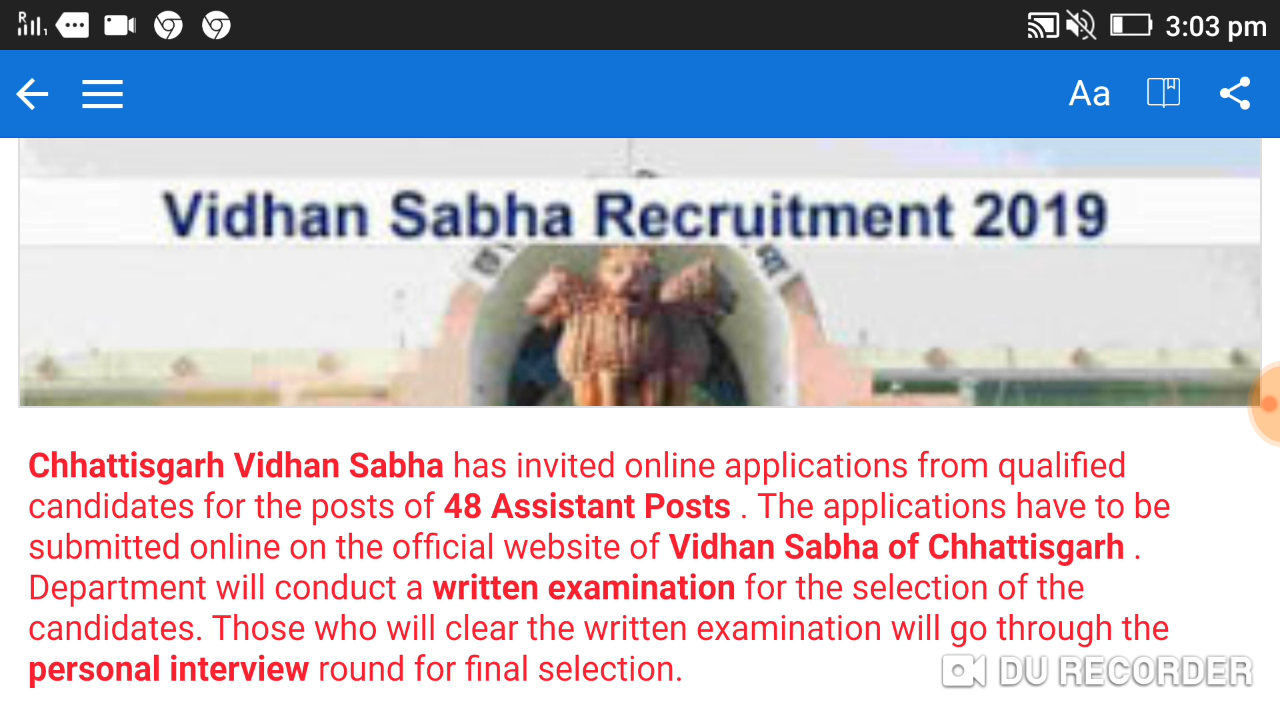 R 1 3:03 pm
Aa
Vidhan Sabha Recruitment 2019
Chhattisgarh Vidhan Sabha has invited online applications from qualified
candidates for the posts of 48 Assistant Posts . The applications have to be
submitted online on the official website of Vidhan Sabha of Chhattisgarh .
Department will conduct a written examination for the selection of the
candidates. Those who will clear the written examination will go through the
personal interview round for final selection.
DU RECORDER